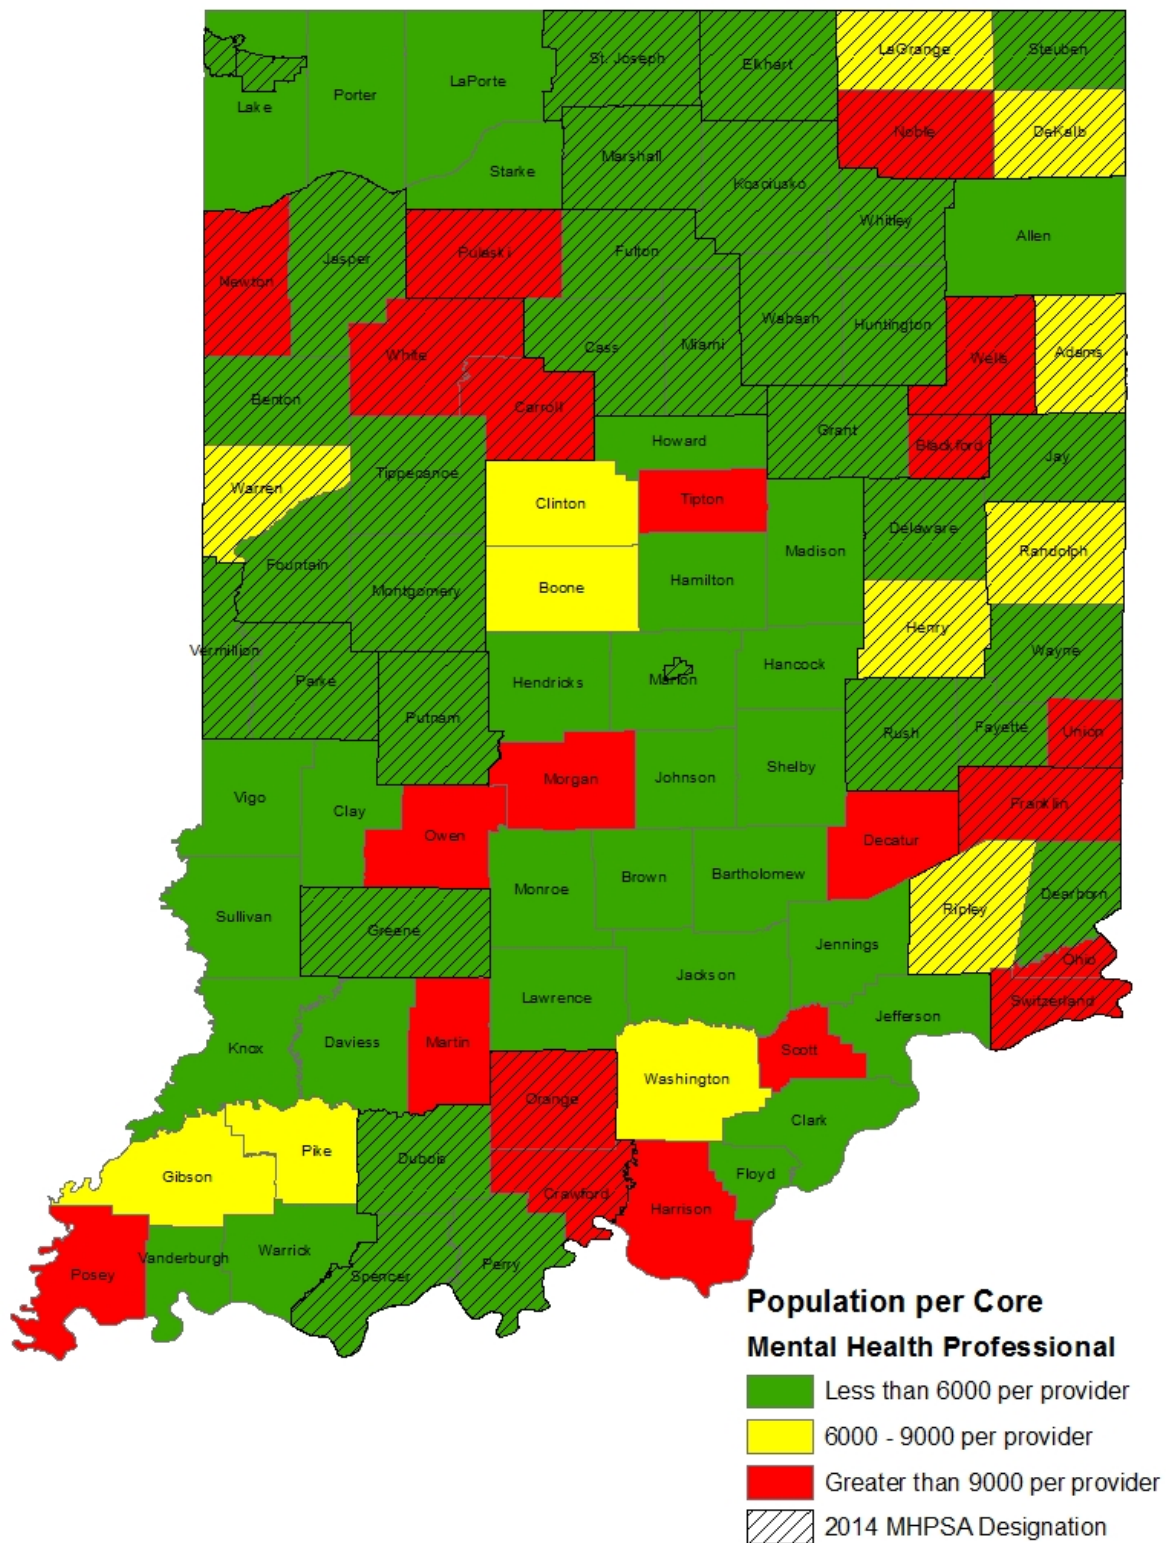 LaGrange
Steuben
St. Joseph
Elkhart
LaPorte
Porter
Lake
Noble
DeKalb
Marshall
Starke
Kosciusko
Whitley
Allen
Pulaski
Fulton
Jasper
Newton
Wabash
Huntington
Miami
Cass
White
Wells
Adams
Benton
Carroll
Howard
Grant
Blackford
Jay
Tippecanoe
Warren
Clinton
Tipton
Delaware
Madison
Randolph
Fountain
Hamilton
Boone
Montgomery
Henry
Vermillion
Wayne
Hancock
Marion
Hendricks
Parke
Putnam
Fayette
Rush
Union
Shelby
Johnson
Morgan
Vigo
Clay
Franklin
Owen
Decatur
Bartholomew
Brown
Monroe
Dearborn
Ripley
Sullivan
Greene
Jennings
Ohio
Jackson
Lawrence
Switzerland
Jefferson
Knox
Daviess
Martin
Scott
Washington
Orange
Clark
Pike
Dubois
Floyd
Gibson
Crawford
Harrison
Warrick
Vanderburgh
Perry
Posey
Spencer
Population per Core
Mental Health Professional
Less than 6000 per provider
6000 - 9000 per provider
Greater than 9000 per provider
2014 MHPSA Designation